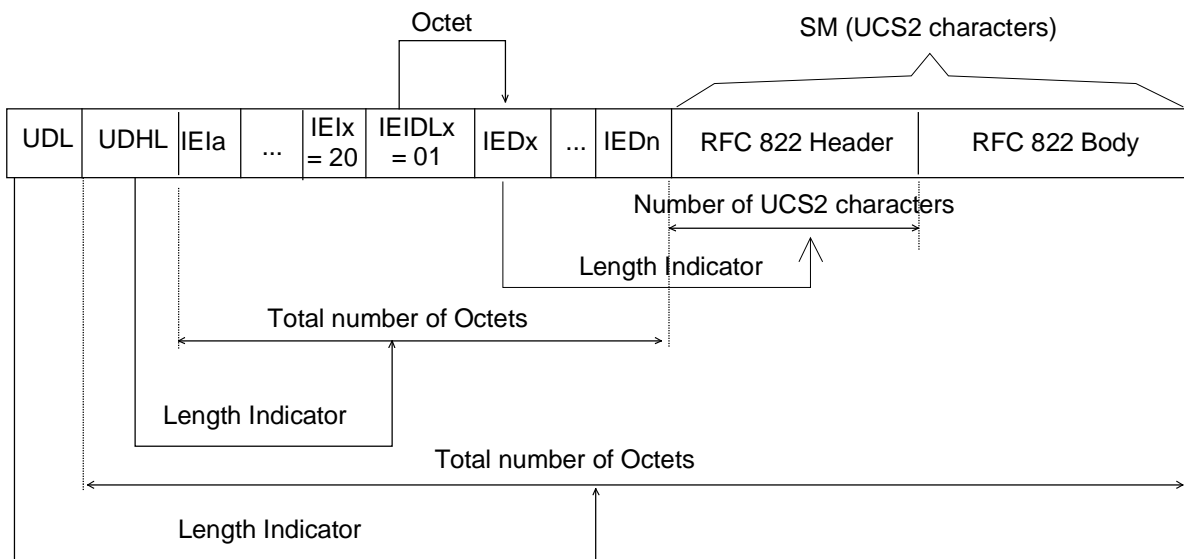 Octet
SM (UCS2 characters)
UDL
UDHL
IEIa
...
IEIx
= 20
IEIDLx
= 01
IEDx
...
IEDn
RFC 822 Header
RFC 822 Body
Number of UCS2 characters
Length Indicator
Total number of Octets
Length Indicator
Total number of Octets
Length Indicator